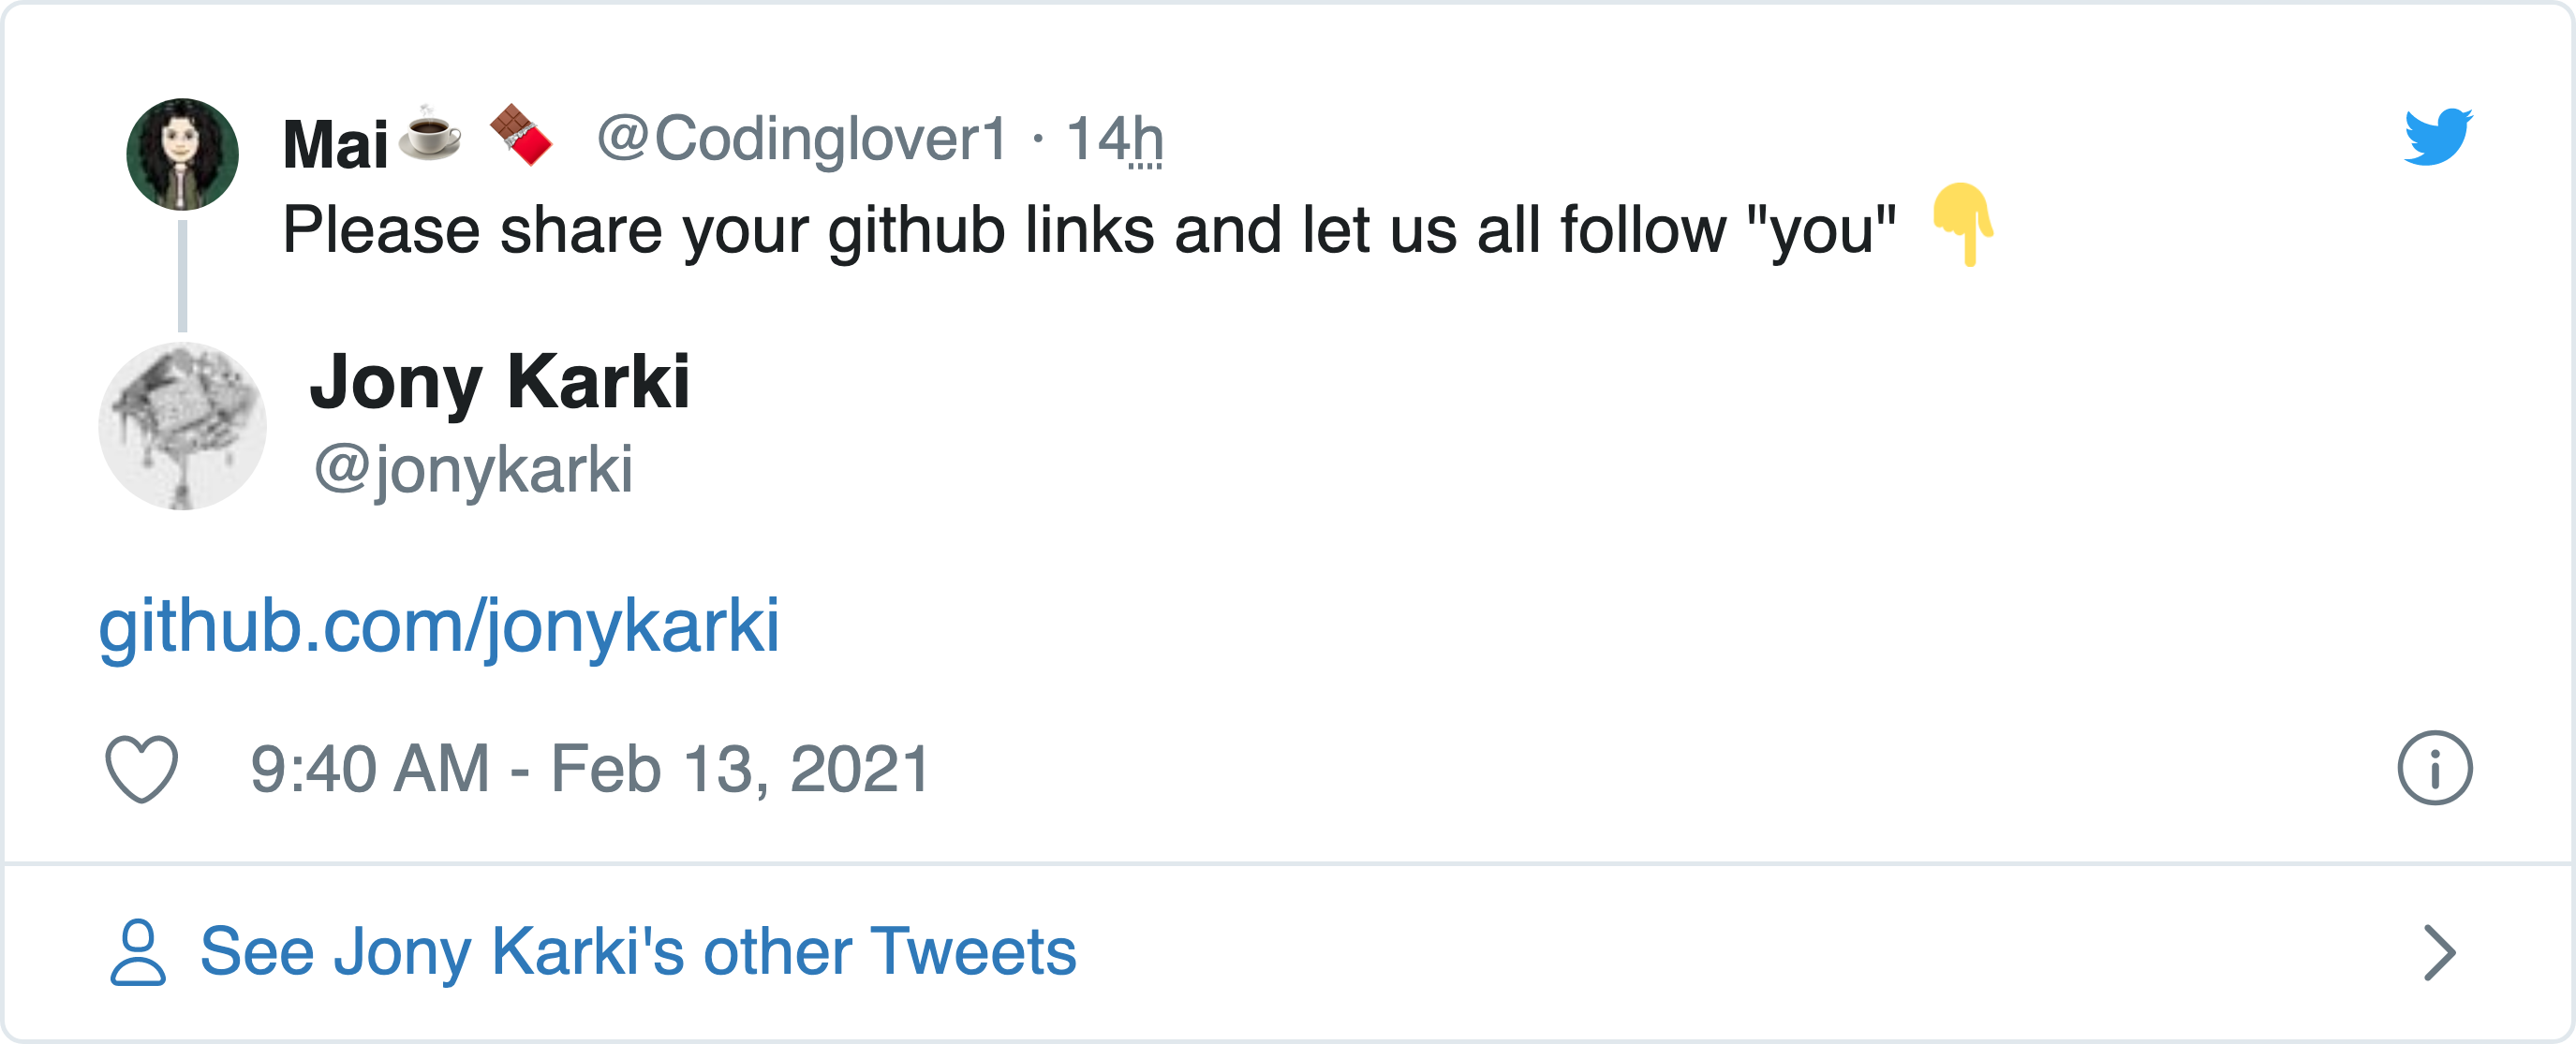 Mai☕🍫 @Codinglover1 · 14h
Please share your github links and let us all follow "you" 👇
Jony Karki
@jonykarki
github.com/jonykarki
9:40 AM - Feb 13, 2021
See Jony Karki's other Tweets